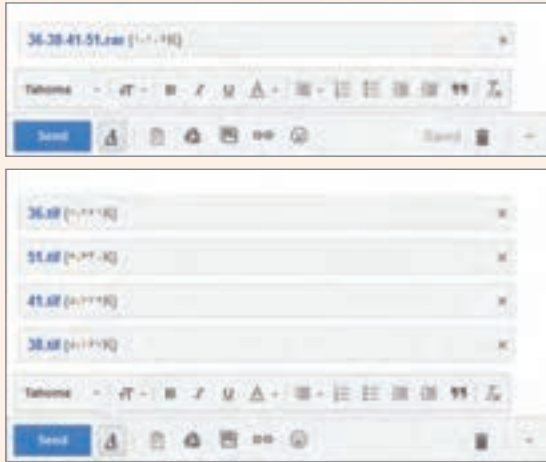 36-38-41-51.rar
Tahoma
Send Saved
36.tif
51.tif
41.tif
38.tif
Tahoma
Send